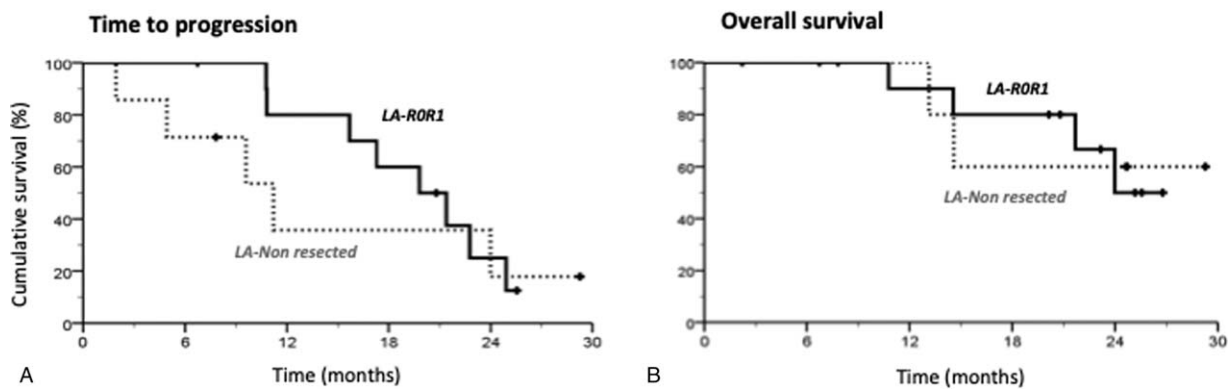 Time to progression
Cumulative survival (%)
100
80
60
40
20
0
LA-R0R1
LA-Non resected
0 6 12 18 24 30
Time (months)
A
Overall survival
100
80
60
40
20
0
LA-R0R1
LA-Non resected
0 6 12 18 24 30
Time (months)
B